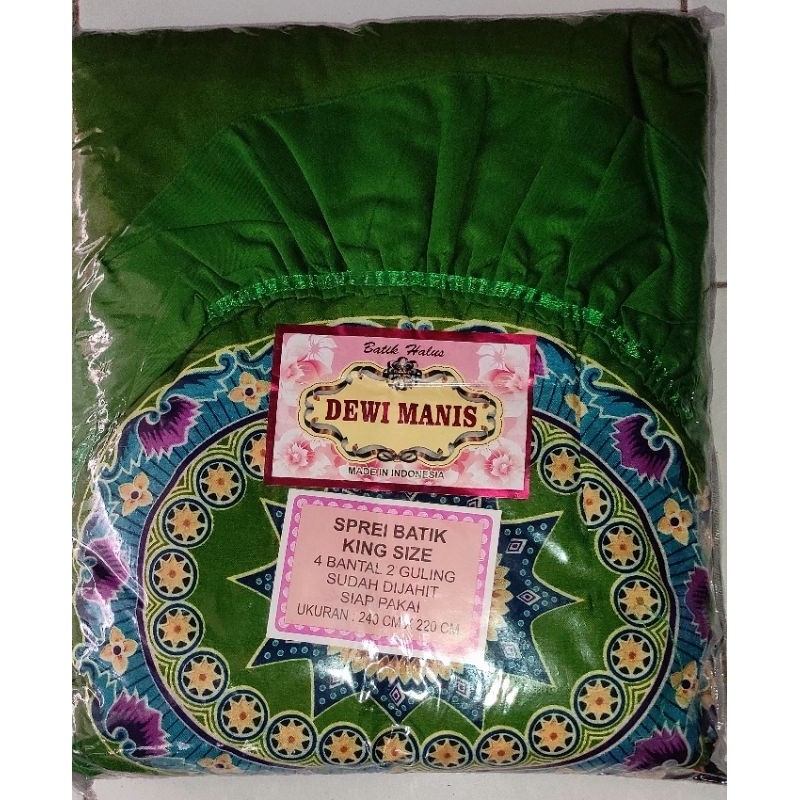 Batik Halus
DEWI MANIS
MADE IN INDONESIA
SPREI BATIK
KING SIZE
4 BANTAL 2 GULING
SUDAH DIJAHIT
SIAP PAKAI
UKURAN : 240 CM X 220 CM